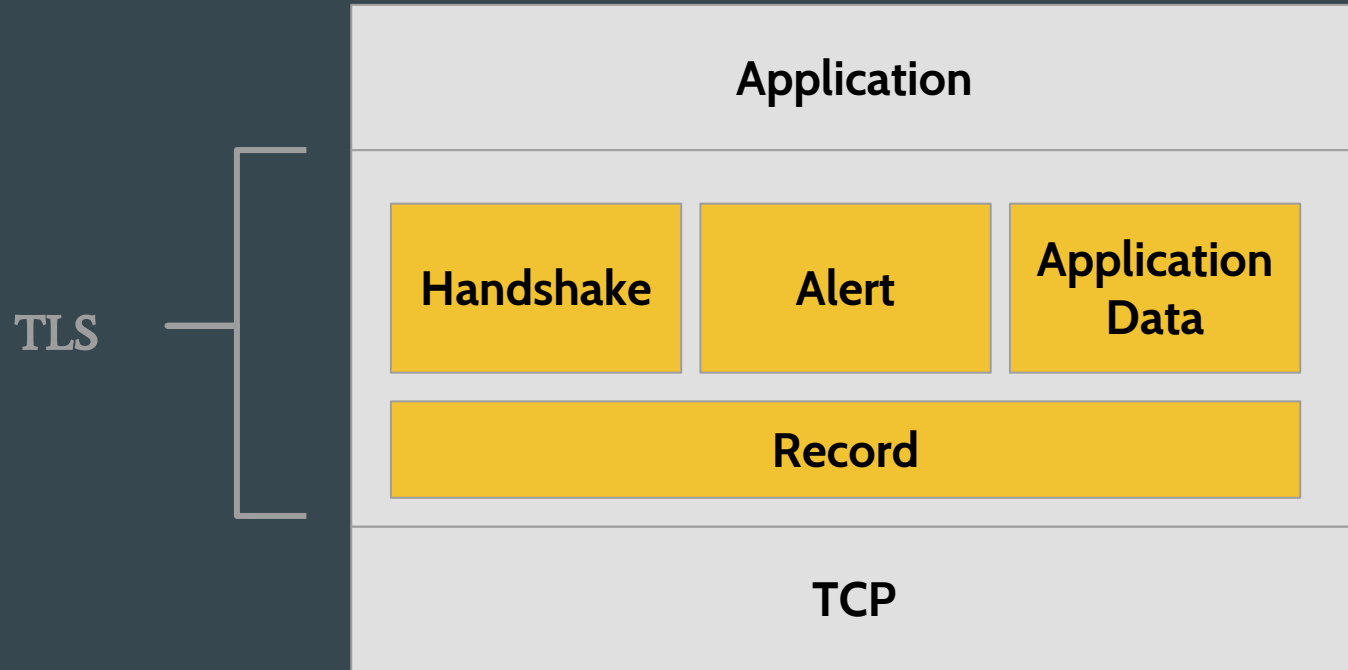 Application
TLS
Handshake
Alert
Application
Data
Record
TCP